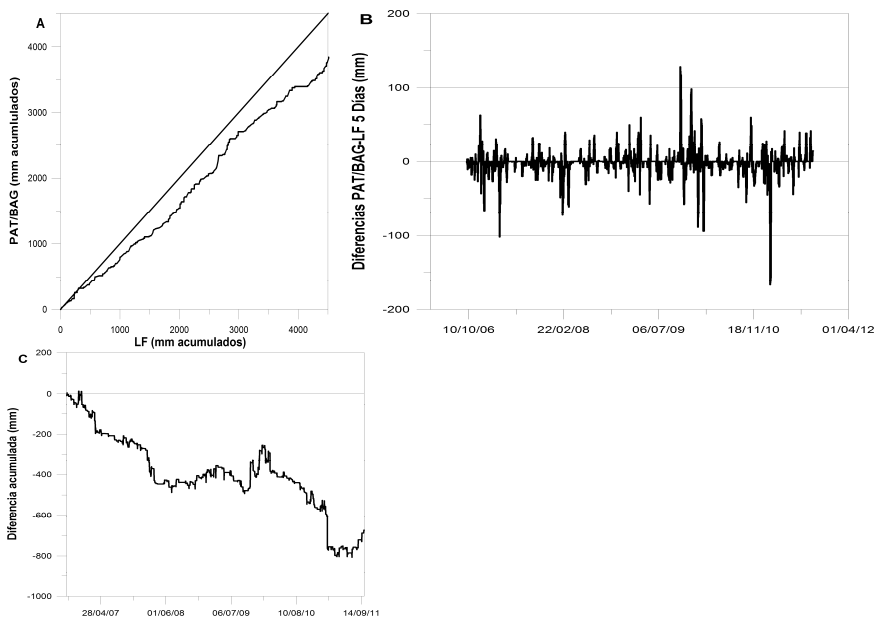 A
PAT/BAG (mm acumlulados)
4000
3000
2000
1000
0
0 1000 2000 3000 4000
LF (mm acumulados)
B
Diferencias PAT/BAG-LF 5 Dias (mm)
200
100
0
-100
-200
10/10/06 22/02/08 06/07/09 18/11/10 01/04/12
C
Diferencia acumulada (mm)
200
0
-200
-400
-600
-800
-1000
28/04/07 01/06/08 06/07/09 10/08/10 14/09/11